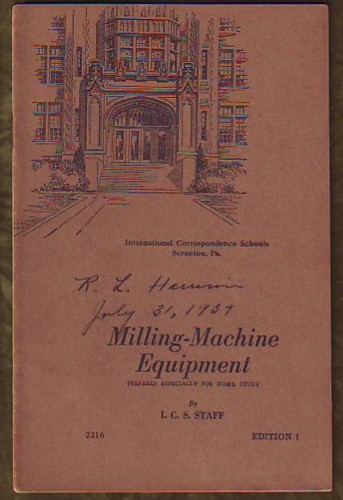 International Correspondence Schools
Scranton, Pa.
R. L. Harrison
July 31, 1939
Milling-Machine
Equipment
PREPARED ESPECIALLY FOR HOME STUDY
By
I. C. S. STAFF
2216 EDITION 1